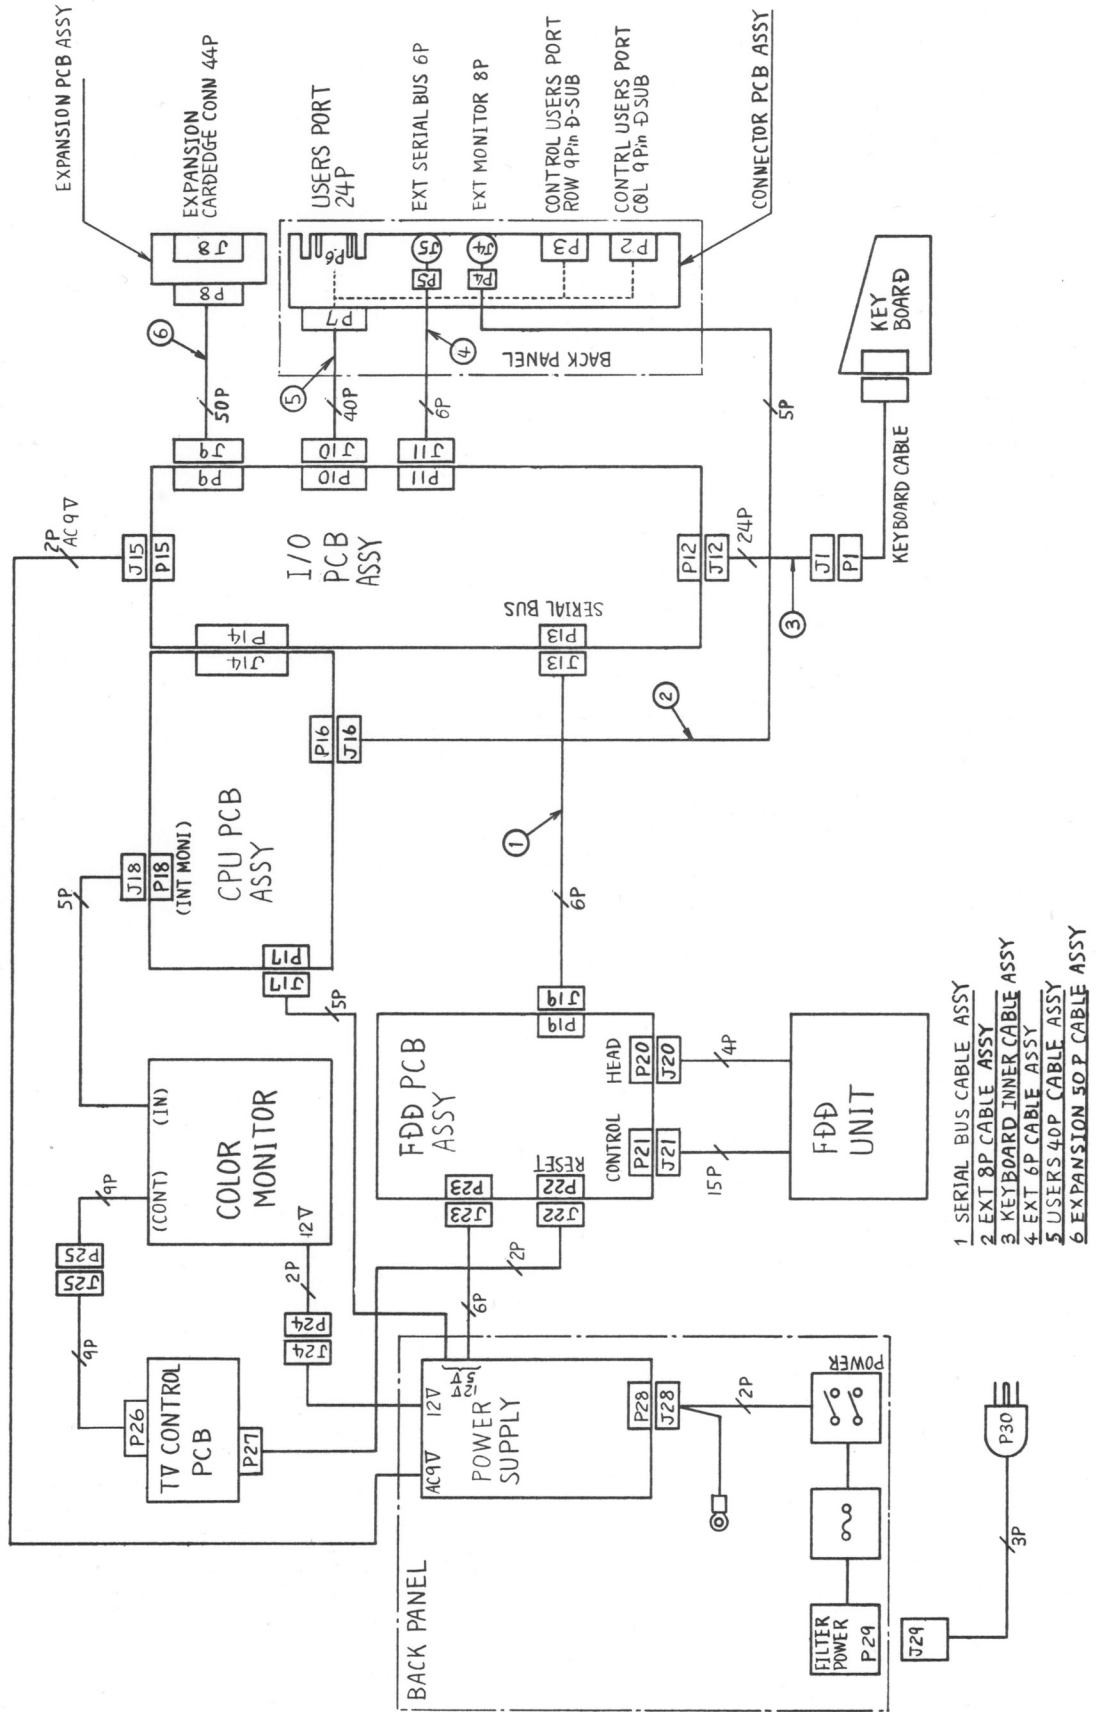 EXPANSION PCB ASSY
EXPANSION
CARDEDGE CONN 44P
J8
P8
6
50P
J9
P9
USERS PORT
24P
P6
P7
5
40P
J10
P10
EXT SERIAL BUS 6P
J5
P5
4
6P
J11
P11
EXT MONITOR 8P
J4
P4
CONTROL USERS PORT
ROW 9Pin D-SUB
P3
CONTRL USERS PORT
COL 9Pin DSUB
P2
BACK PANEL
CONNECTOR PCB ASSY
5P
KEY
BOARD
KEYBOARD CABLE
2P
AC9V
J15
P15
I/O
PCB
ASSY
P12
J12
24P
3
J1
P1
SERIAL BUS
P13
J13
P14
J14
P16
J16
2
1
6P
J18
P18
(INT MONI)
CPU PCB
ASSY
5P
P17
J17
5P
J19
P19
(IN)
(CONT)
COLOR
MONITOR
12V
9P
P25
J25
9P
2P
P24
J24
FDD PCB
ASSY
HEAD
P20
J20
4P
CONTROL
P21
J21
15P
RESET
P22
J22
P23
J23
2P
6P
FDD
UNIT
P26
TV CONTROL
PCB
P27
AC9V
12V
12V
5V
POWER
SUPPLY
P28
J28
2P
POWER
BACK PANEL
FILTER
POWER
P29
J29
3P
P30
1 SERIAL BUS CABLE ASSY
2 EXT 8P CABLE ASSY
3 KEYBOARD INNER CABLE ASSY
4 EXT 6P CABLE ASSY
5 USERS 40P CABLE ASSY
6 EXPANSION 50P CABLE ASSY